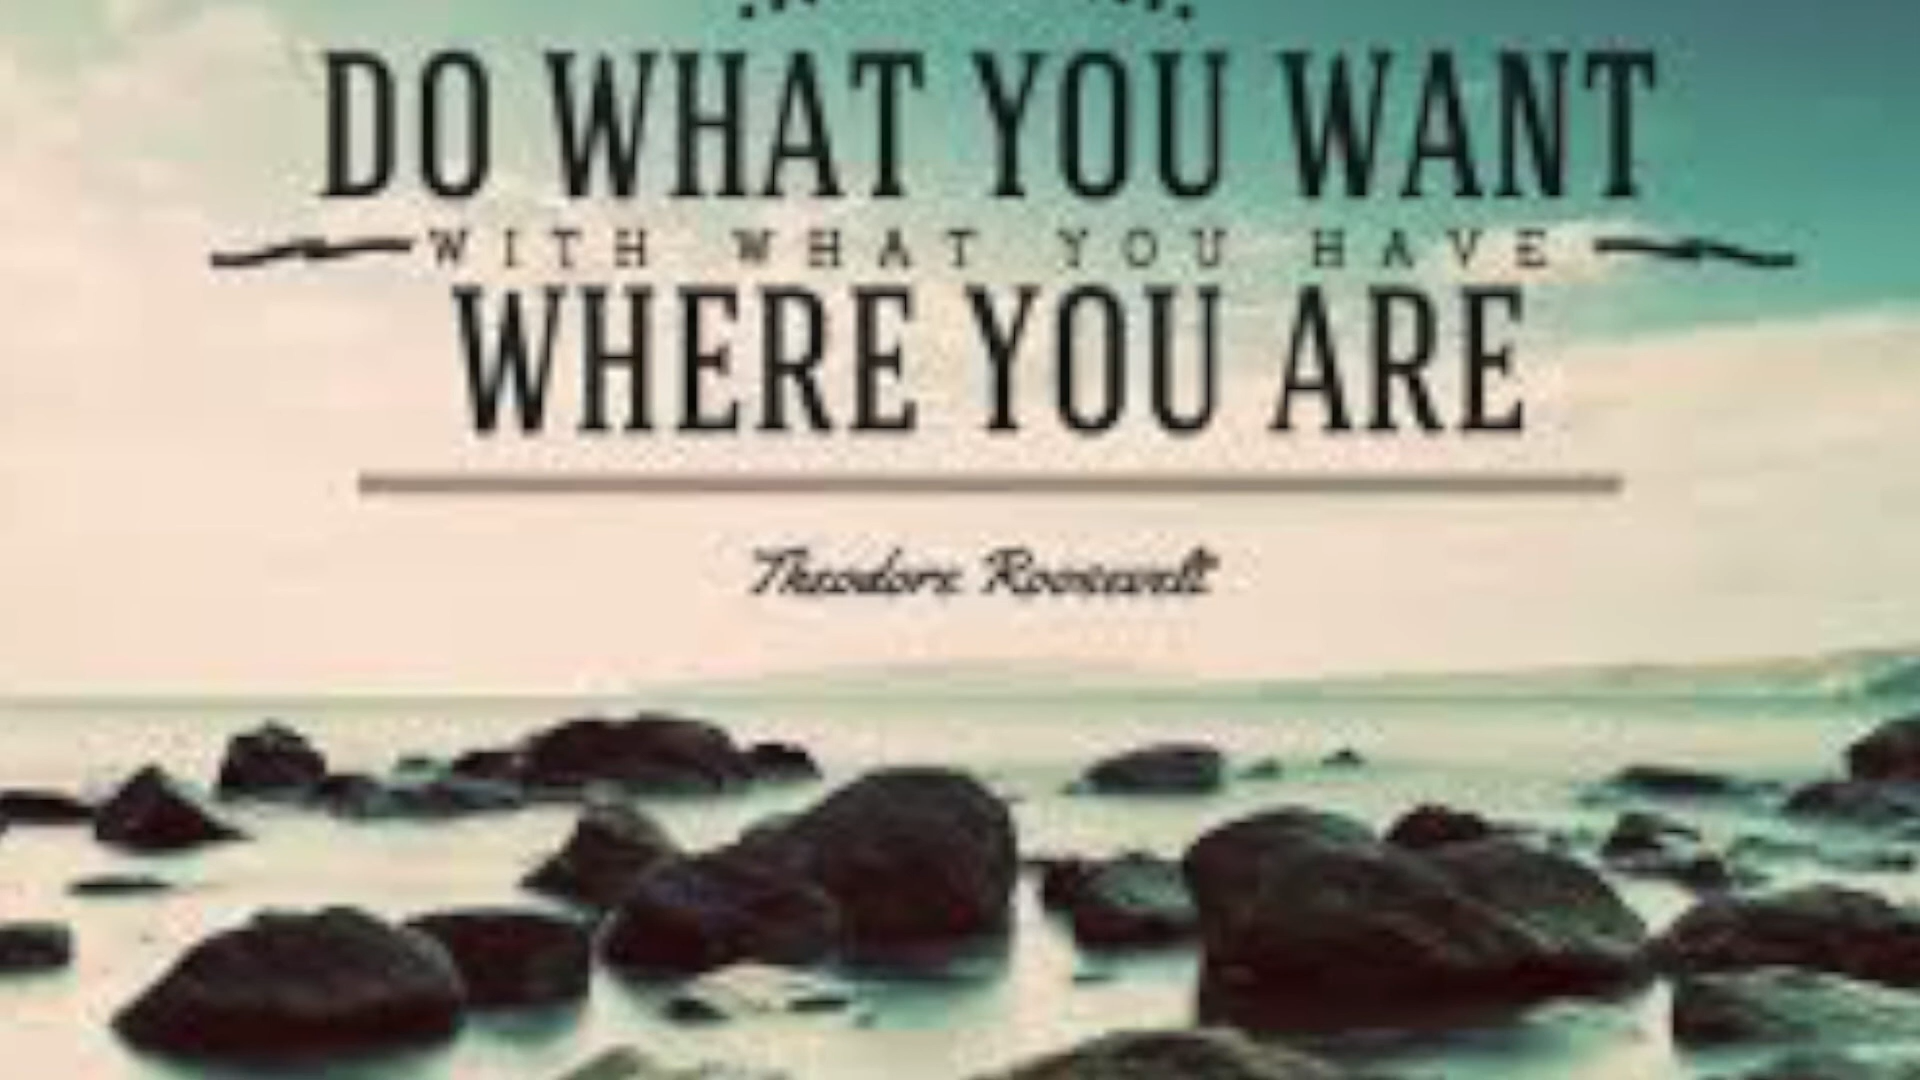 DO WHAT YOU WANT
WITH WHAT YOU HAVE
WHERE YOU ARE
Theodore Roosevelt